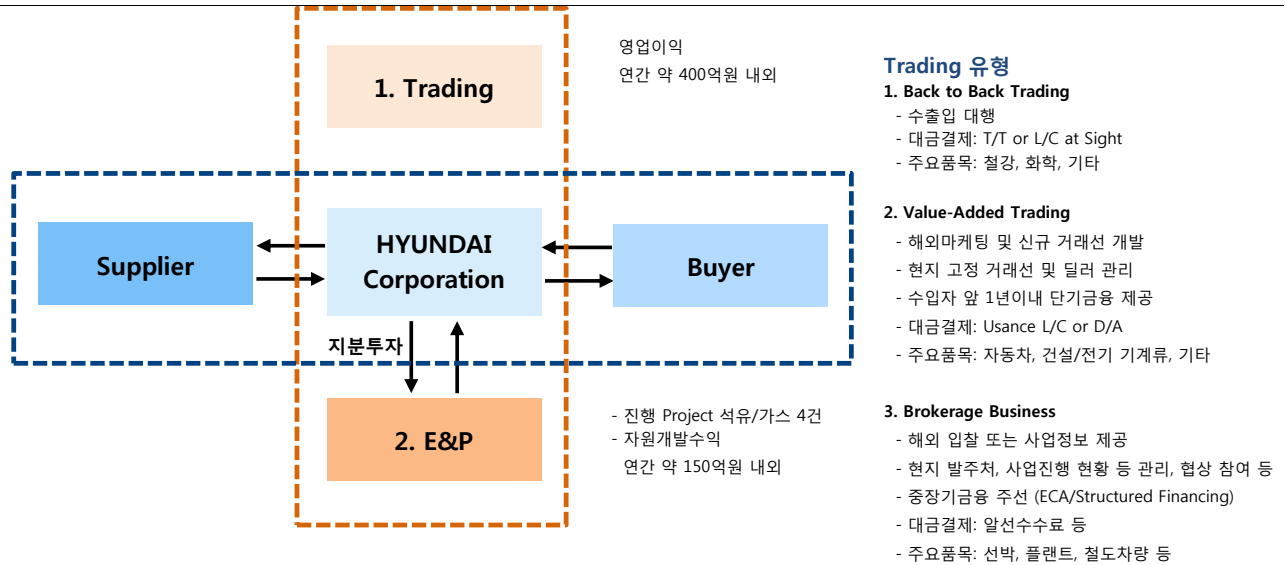 영업이익
연간 약 400억원 내외
1. Trading
Supplier
HYUNDAI
Corporation
Buyer
지분투자
2. E&P
- 진행 Project 석유/가스 4건
- 자원개발수익
연간 약 150억원 내외
Trading 유형
1. Back to Back Trading
- 수출입 대행
- 대금결제: T/T or L/C at Sight
- 주요품목: 철강, 화학, 기타
2. Value-Added Trading
- 해외마케팅 및 신규 거래선 개발
- 현지 고정 거래선 및 딜러 관리
- 수입자 앞 1년이내 단기금융 제공
- 대금결제: Usance L/C or D/A
- 주요품목: 자동차, 건설/전기 기계류, 기타
3. Brokerage Business
- 해외 입찰 또는 사업정보 제공
- 현지 발주처, 사업진행 현황 등 관리, 협상 참여 등
- 중장기금융 주선 (ECA/Structured Financing)
- 대금결제: 알선수수료 등
- 주요품목: 선박, 플랜트, 철도차량 등